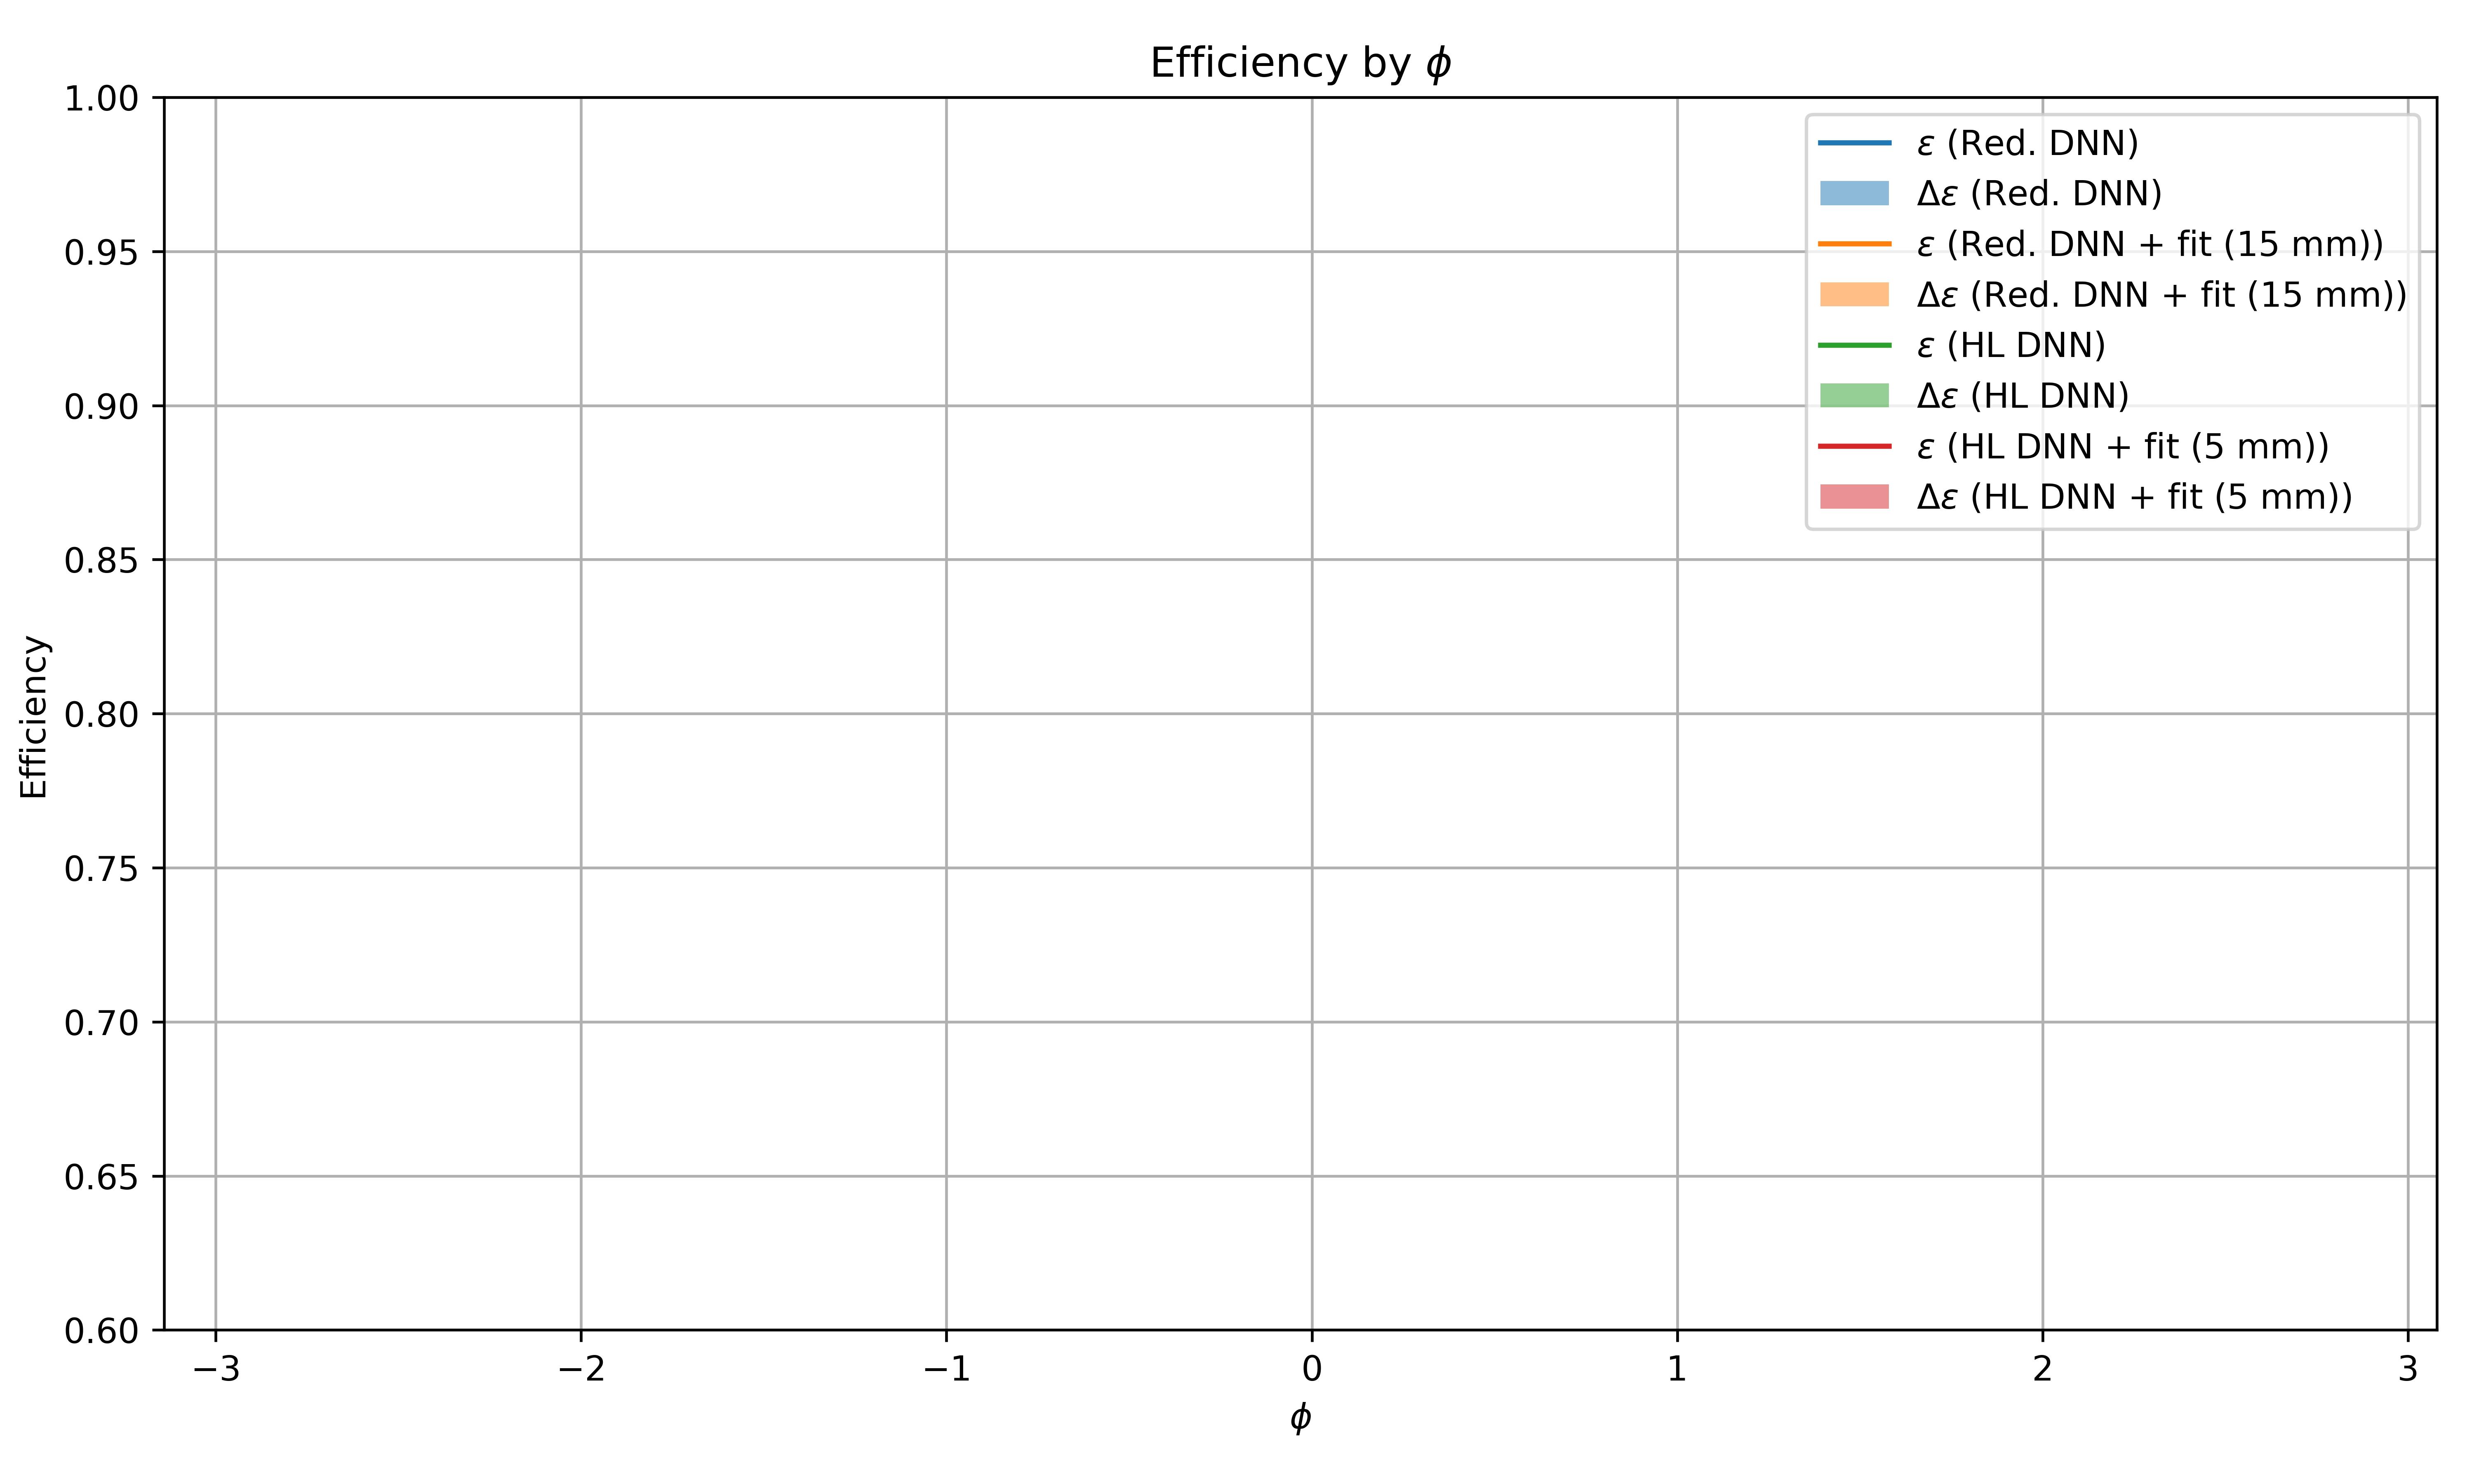 Efficiency by ϕ
1.00
0.95
0.90
0.85
0.80
0.75
0.70
0.65
0.60
Efficiency
ε (Red. DNN)
Δε (Red. DNN)
ε (Red. DNN + fit (15 mm))
Δε (Red. DNN + fit (15 mm))
ε (HL DNN)
Δε (HL DNN)
ε (HL DNN + fit (5 mm))
Δε (HL DNN + fit (5 mm))
−3 −2 −1 0 1 2 3
ϕ